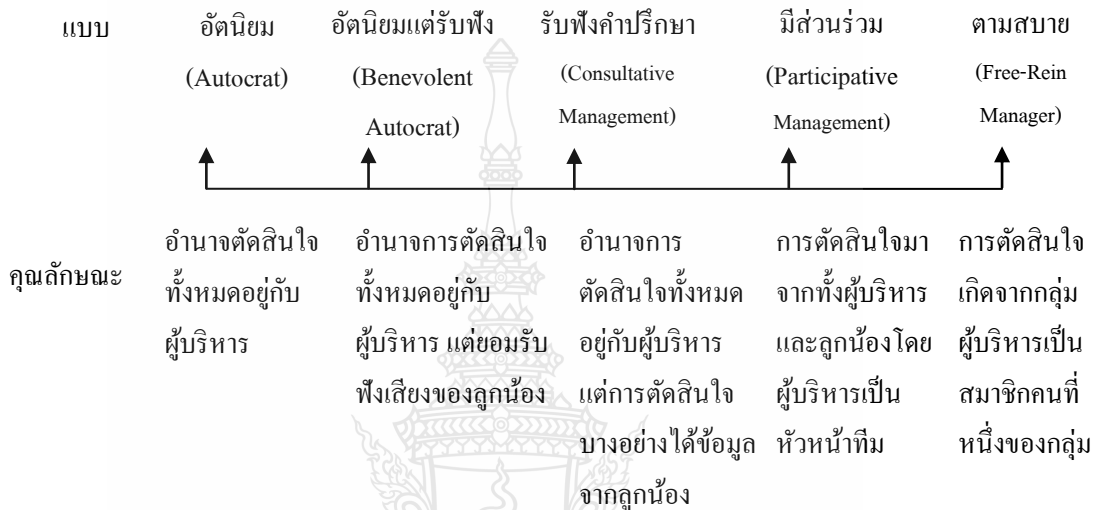 แบบ อัตนิยม อัตนิยมแต่รับฟัง รับฟังคำปรึกษา มีส่วนร่วม ตามสบาย
(Autocrat) (Benevolent (Consultative (Participative (Free-Rein
Autocrat) Management) Management) Manager)
อำนาจตัดสินใจ อำนาจการตัดสินใจ อำนาจการ การตัดสินใจมา การตัดสินใจ
คุณลักษณะ ทั้งหมดอยู่กับ ทั้งหมดอยู่กับ ตัดสินใจทั้งหมด จากทั้งผู้บริหาร เกิดจากกลุ่ม
ผู้บริหาร ผู้บริหาร แต่ยอมรับ อยู่กับผู้บริหาร และลูกน้องโดย ผู้บริหารเป็น
ฟังเสียงของลูกน้อง แต่การตัดสินใจ ผู้บริหารเป็น สมาชิกคนที่
บางอย่างได้ข้อมูล หัวหน้าทีม หนึ่งของกลุ่ม
จากลูกน้อง